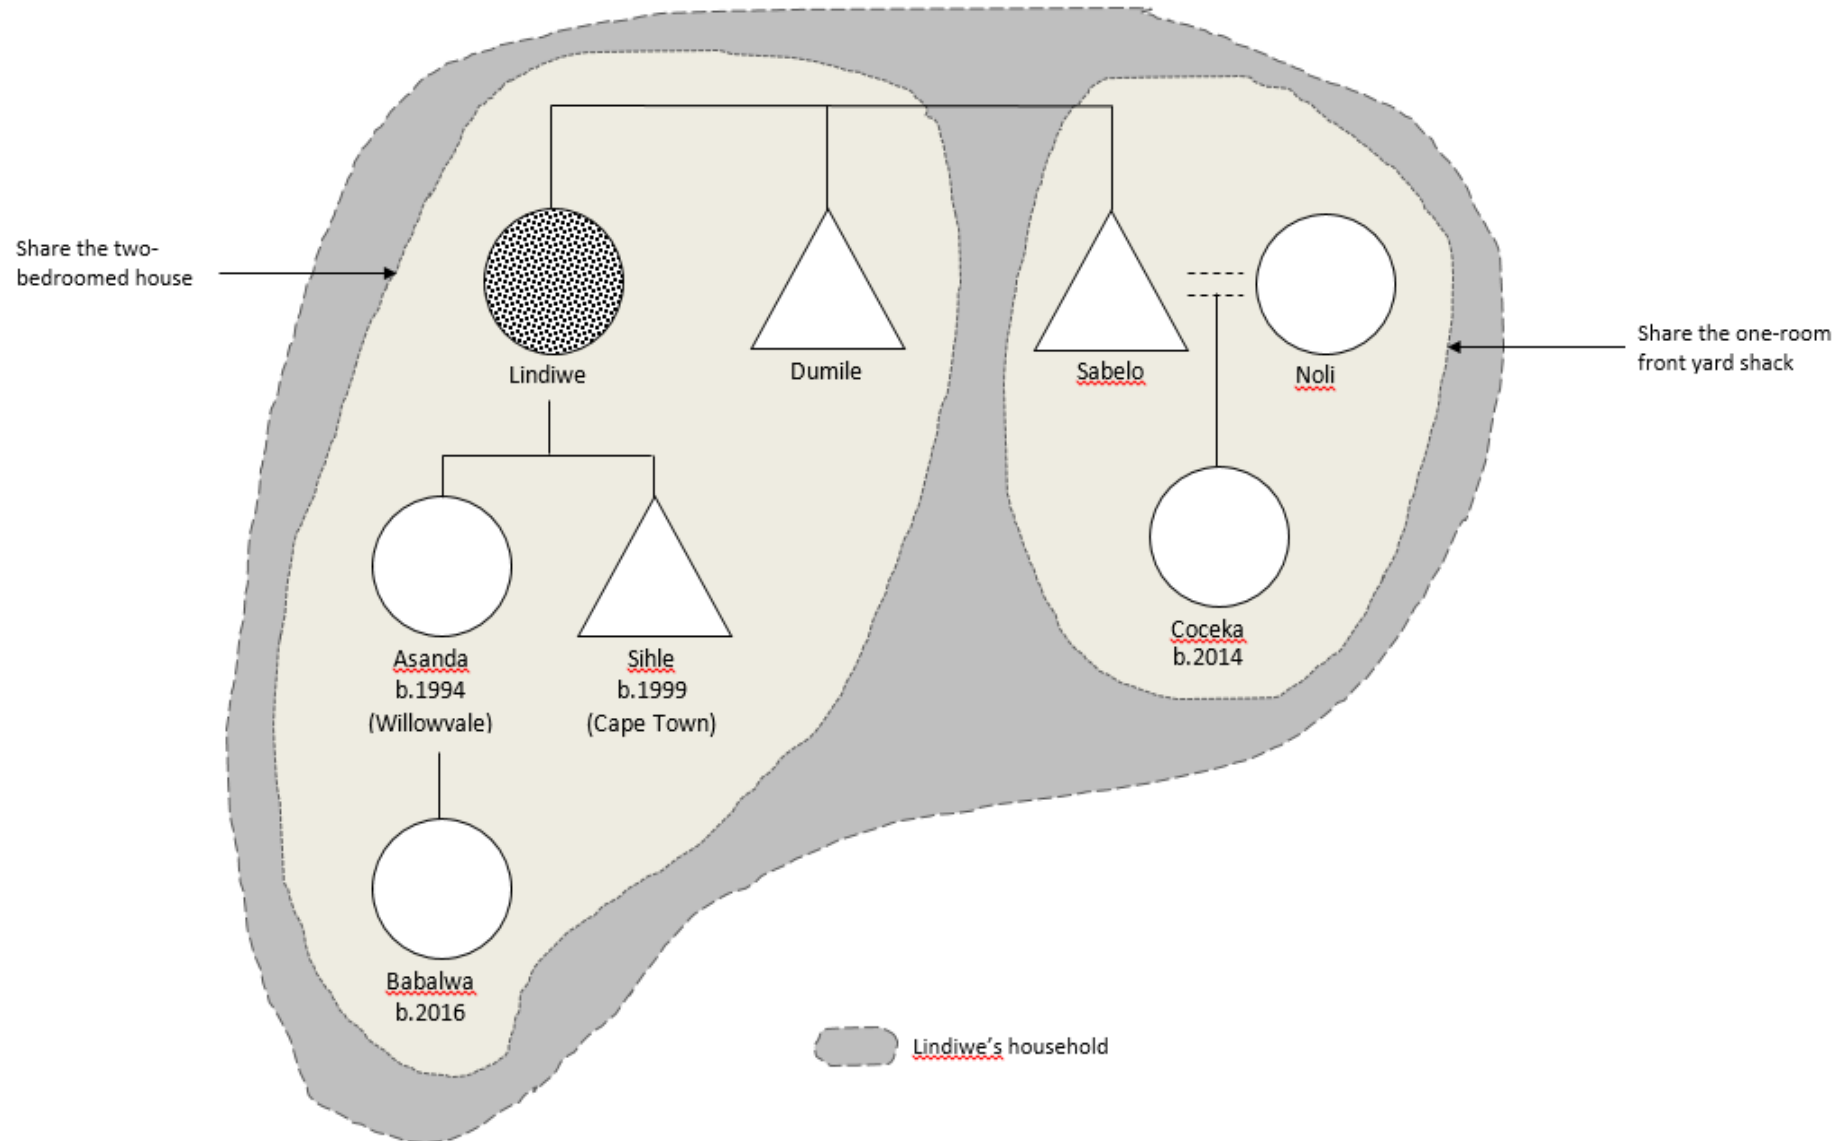 Share the two-
bedroomed house
Lindiwe
Dumile
Sabelo
Noli
Share the one-room
front yard shack
Asanda
b.1994
(Willowvale)
Sihle
b.1999
(Cape Town)
Coceka
b.2014
Babalwa
b.2016
Lindiwe’s household